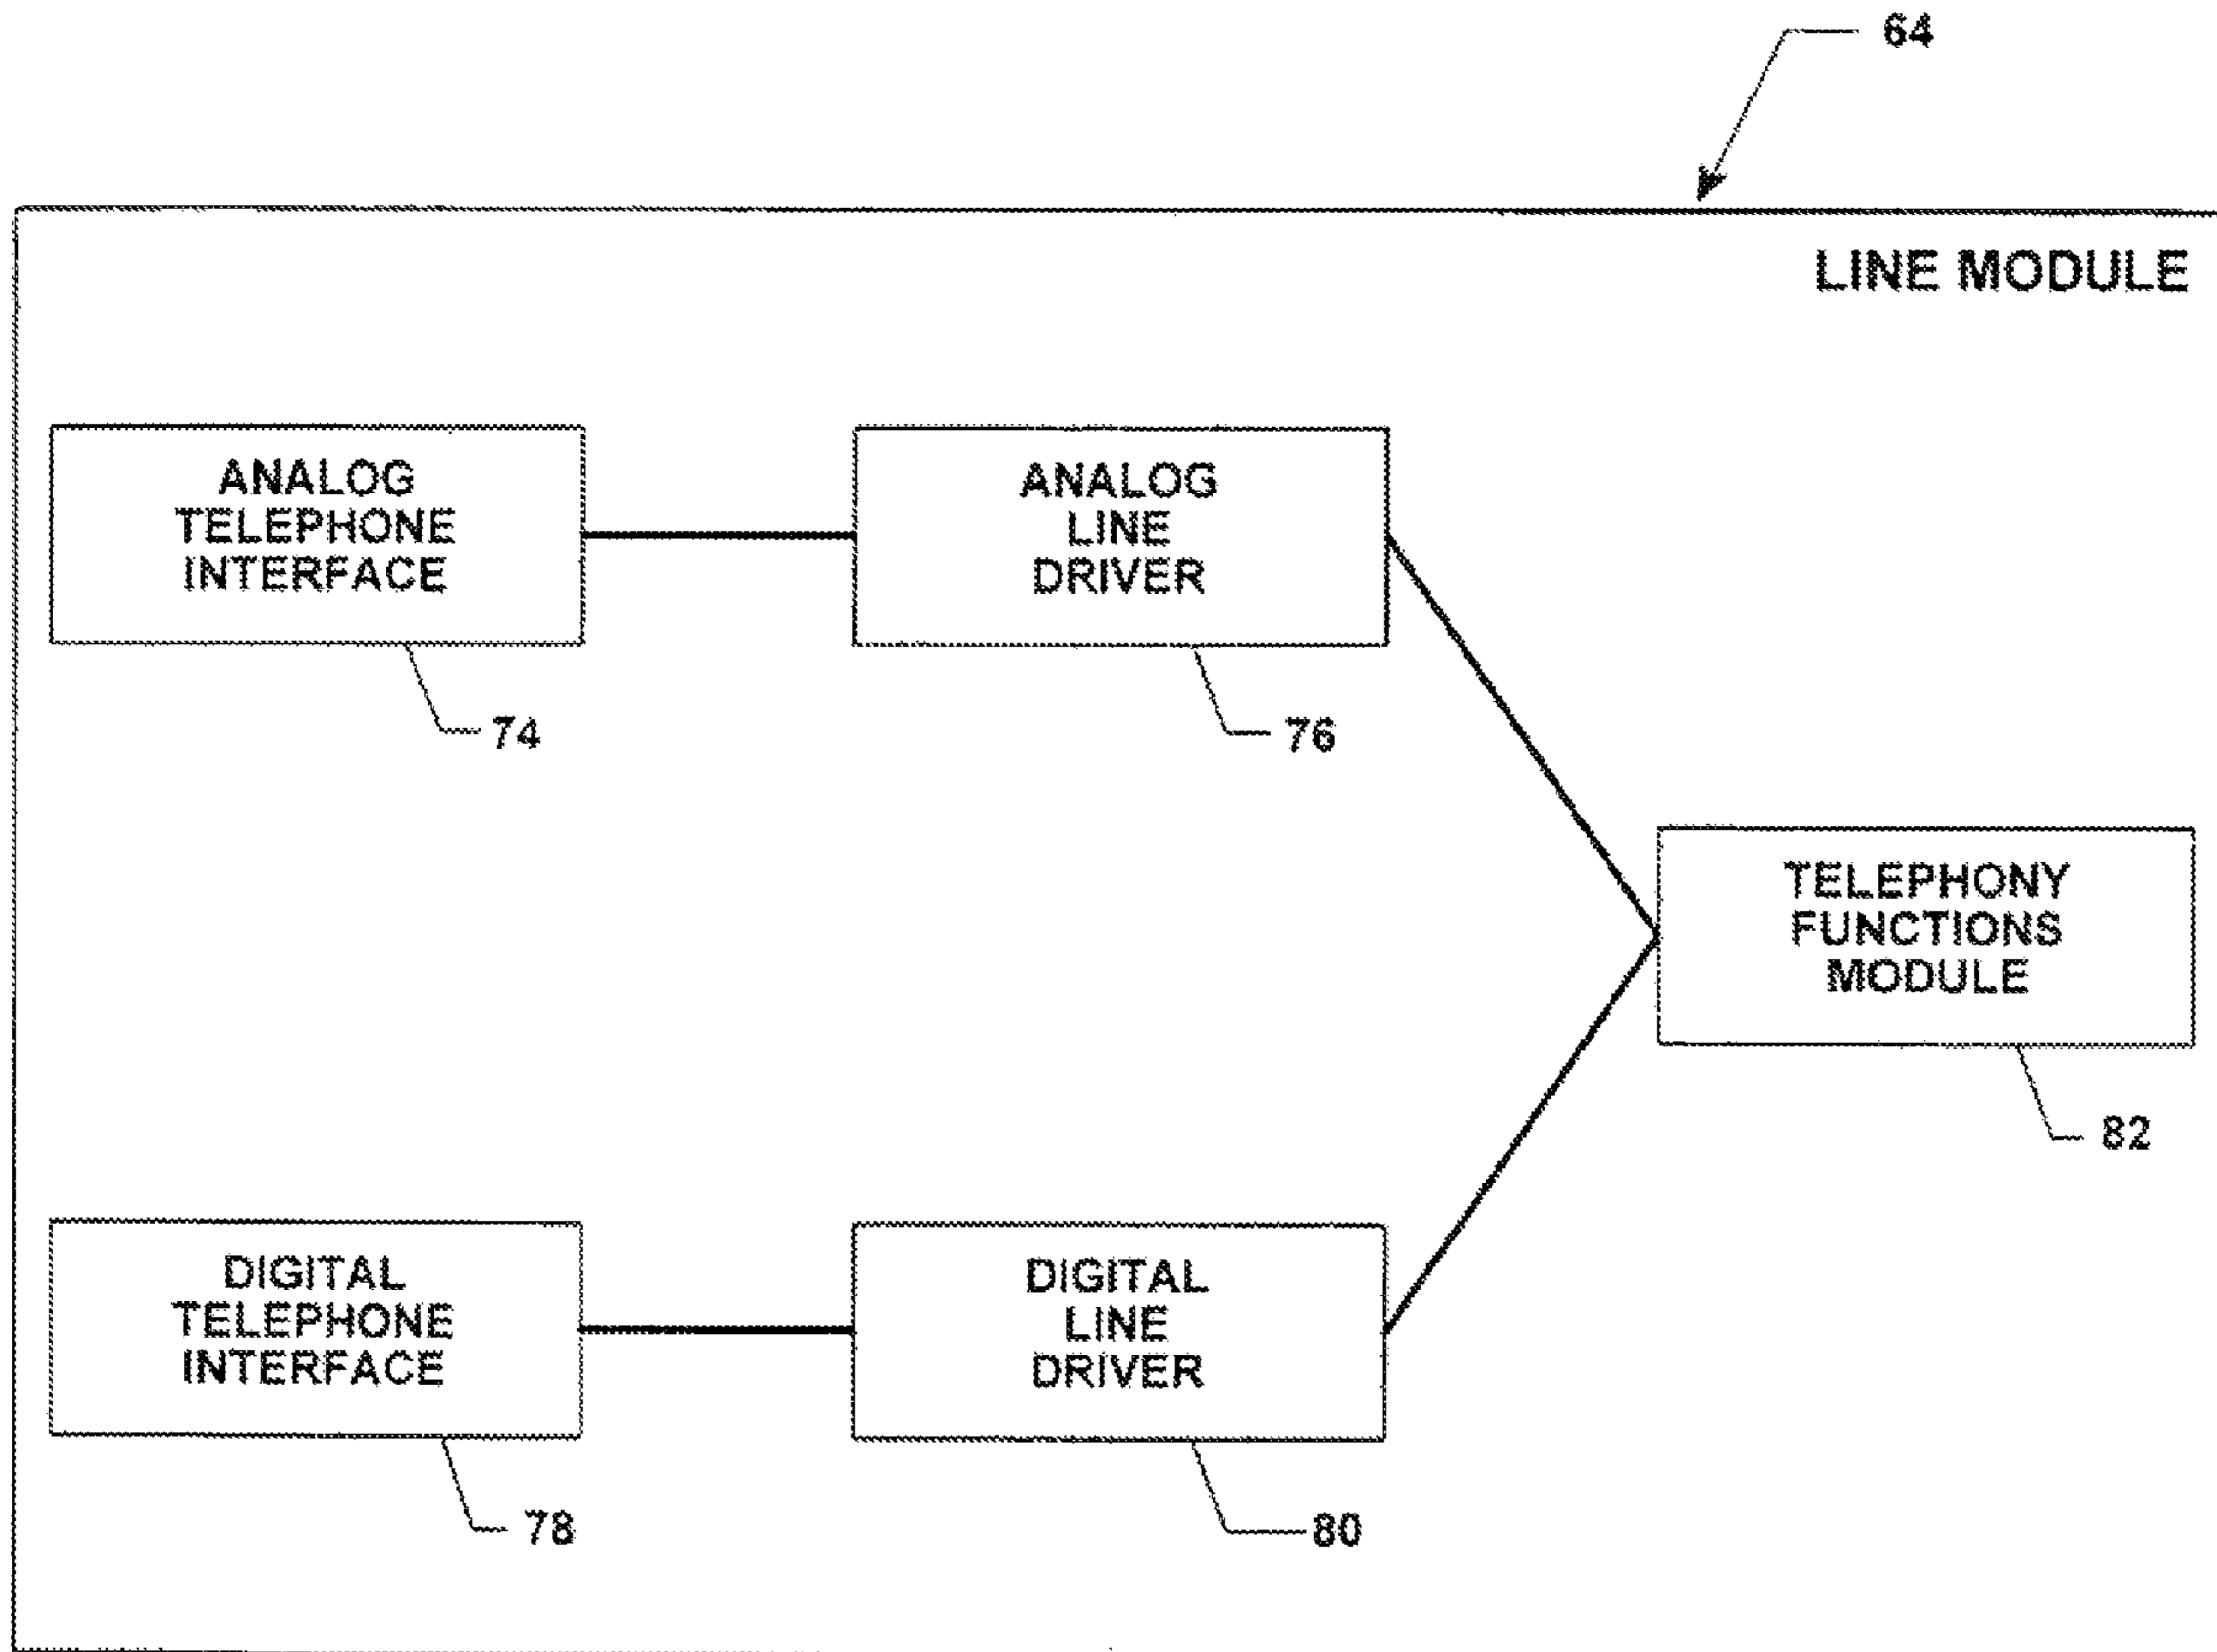 64
LINE MODULE
ANALOG
TELEPHONE
INTERFACE
74
ANALOG
LINE
DRIVER
76
TELEPHONY
FUNCTIONS
MODULE
82
DIGITAL
TELEPHONE
INTERFACE
78
DIGITAL
LINE
DRIVER
80